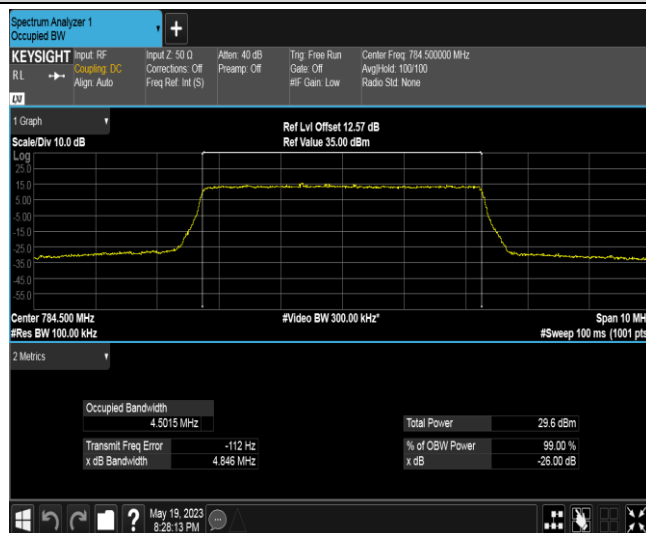 Spectrum Analyzer 1
Occupied BW
KEYSIGHT
RL
LXI
Input: RF
Coupling: DC
Align: Auto
Input Z: 50 Ω
Corrections: Off
Freq Ref: Int (S)
Atten: 40 dB
Preamp: Off
Trig: Free Run
Gate: Off
#IF Gain: Low
Center Freq: 784.500000 MHz
Avg|Hold: 100/100
Radio Std: None
1 Graph
Scale/Div 10.0 dB
Ref Lvl Offset 12.57 dB
Ref Value 35.00 dBm
Log
25.0
15.0
5.00
-5.00
-15.0
-25.0
-35.0
-45.0
-55.0
Center 784.500 MHz
#Res BW 100.00 kHz
#Video BW 300.00 kHz*
Span 10 MH
#Sweep 100 ms (1001 pts
2 Metrics
Occupied Bandwidth
4.5015 MHz
Transmit Freq Error -112 Hz
x dB Bandwidth 4.846 MHz
Total Power 29.6 dBm
% of OBW Power 99.00 %
x dB -26.00 dB
?
May 19, 2023
8:28:13 PM